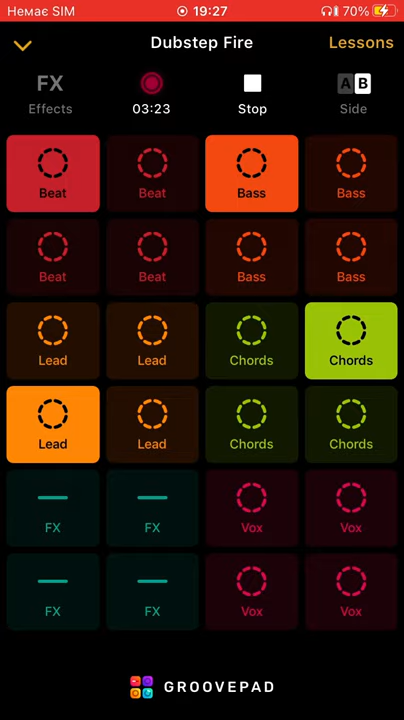 Немає SIM 19:27 70%
Dubstep Fire Lessons
FX A B
Effects 03:23 Stop Side
Beat Beat Bass Bass
Beat Beat Bass Bass
Lead Lead Chords Chords
Lead Lead Chords Chords
FX FX Vox Vox
FX FX Vox Vox
GROOVEPAD